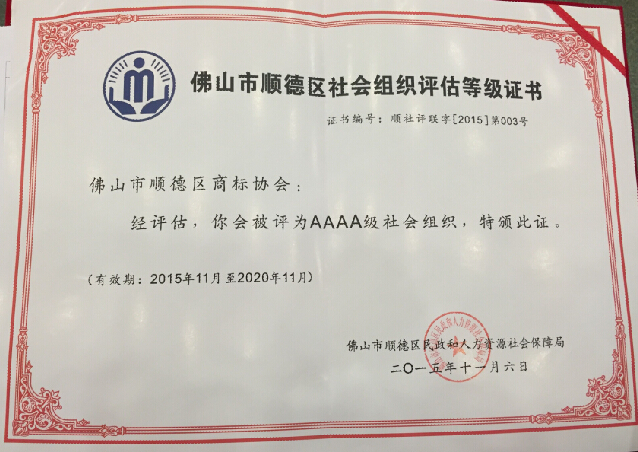 佛山市顺德区社会组织评估等级证书
证书编号：顺社评联字[2015]第003号
佛山市顺德区商标协会：
经评估，你会被评为AAAA级社会组织，特颁此证。
(有效期：2015年11月至2020年11月)
佛山市顺德区民政和人力资源社会保障局
二〇一五年十一月六日